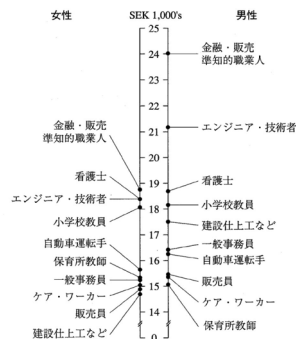 女性
SEK 1,000's
男性
25
24
23
22
21
20
19
18
17
16
15
14
0
金融・販売
準知的職業人
看護士
エンジニア・技術者
小学校教員
自動車運転手
保育所教師
一般事務員
ケア・ワーカー
販売員
建設仕上工など
金融・販売
準知的職業人
エンジニア・技術者
看護士
小学校教員
建設仕上工など
一般事務員
自動車運転手
販売員
ケア・ワーカー
保育所教師